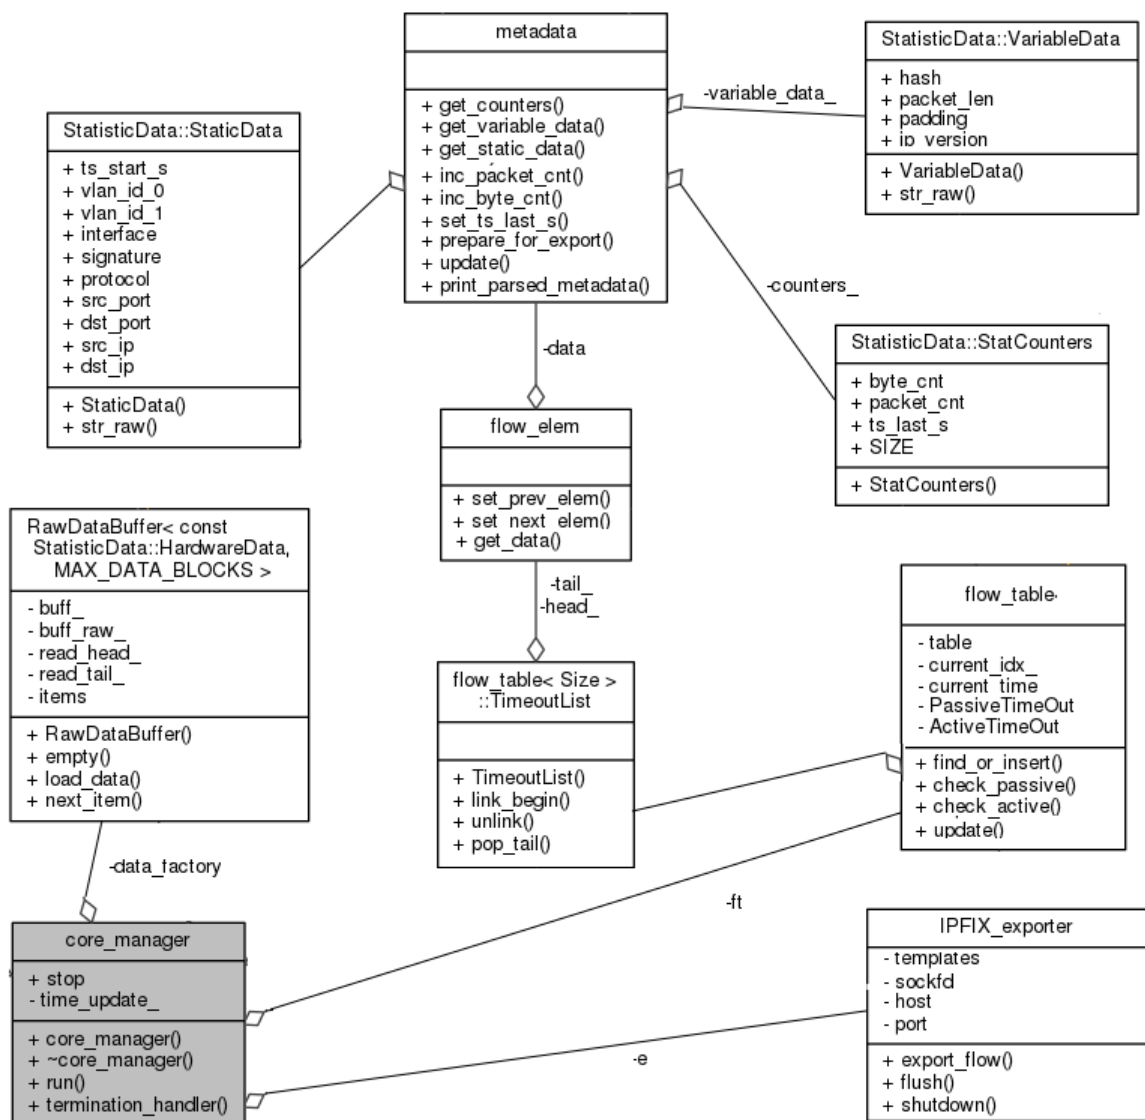 metadata
+ get_counters()
+ get_variable_data()
+ get_static_data()
+ inc_packet_cnt()
+ inc_byte_cnt()
+ set_ts_last_s()
+ prepare_for_export()
+ update()
+ print_parsed_metadata()
-variable_data_
StatisticData::VariableData
+ hash
+ packet_len
+ padding
+ ip_version
+ VariableData()
+ str_raw()
StatisticData::StaticData
+ ts_start_s
+ vlan_id_0
+ vlan_id_1
+ interface
+ signature
+ protocol
+ src_port
+ dst_port
+ src_ip
+ dst_ip
+ StaticData()
+ str_raw()
-counters_
StatisticData::StatCounters
+ byte_cnt
+ packet_cnt
+ ts_last_s
+ SIZE
+ StatCounters()
-data
flow_elem
+ set_prev_elem()
+ set_next_elem()
+ get_data()
-tail_
-head_
RawDataBuffer< const
StatisticData::HardwareData,
MAX_DATA_BLOCKS >
- buff_
- buff_raw_
- read_head_
- read_tail_
- items
+ RawDataBuffer()
+ empty()
+ load_data()
+ next_item()
-data_factory
flow_table< Size >
::TimeoutList
+ TimeoutList()
+ link_begin()
+ unlink()
+ pop_tail()
flow_table
- table
- current_idx_
- current_time
- PassiveTimeOut
- ActiveTimeOut
+ find_or_insert()
+ check_passive()
+ check_active()
+ update()
-ft
core_manager
+ stop
- time_update_
+ core_manager()
+ ~core_manager()
+ run()
+ termination_handler()
-e
IPFIX_exporter
- templates
- sockfd
- host
- port
+ export_flow()
+ flush()
+ shutdown()